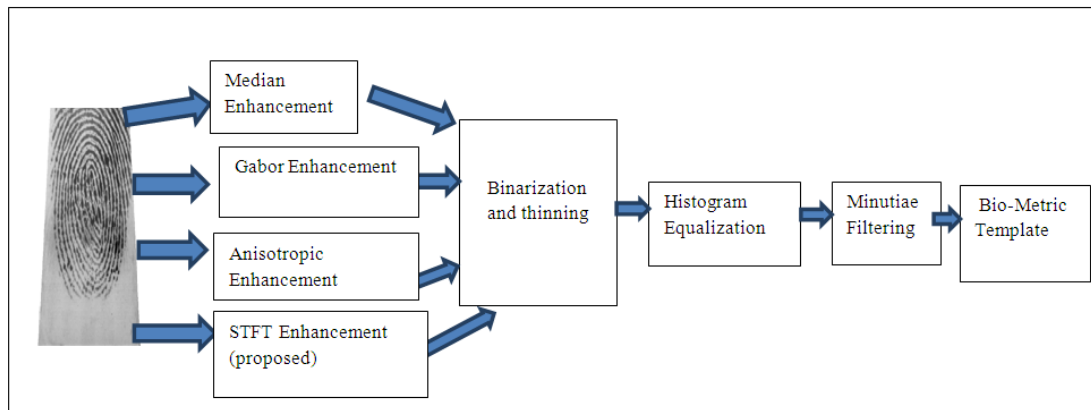 Median
Enhancement
Gabor Enhancement
Anisotropic
Enhancement
STFT Enhancement
(proposed)
Binarization
and thinning
Histogram
Equalization
Minutiae
Filtering
Bio-Metric
Template